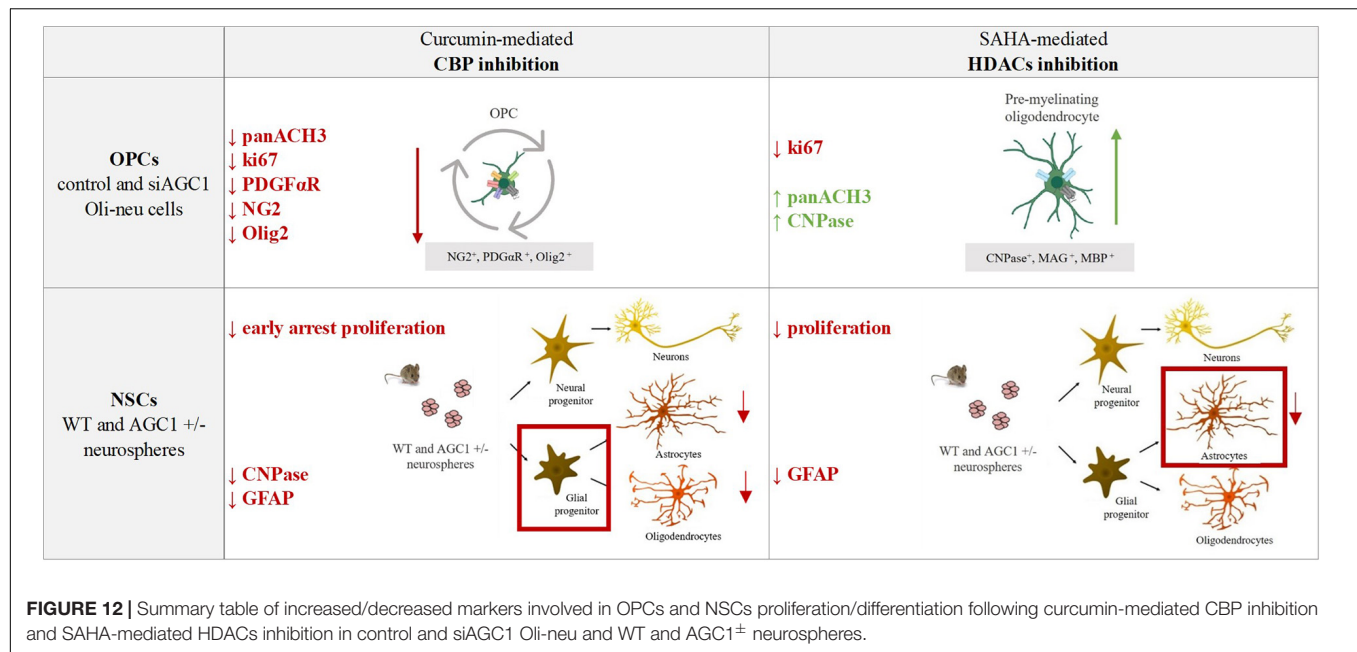 Curcumin-mediated
CBP inhibition
SAHA-mediated
HDACs inhibition
OPCs
control and siAGC1
Oli-neu cells
↓ panACH3
↓ ki67
↓ PDGFαR
↓ NG2
↓ Olig2
OPC
NG2+, PDGαR+, Olig2+
↓ ki67
↑ panACH3
↑ CNPase
Pre-myelinating
oligodendrocyte
CNPase+, MAG+, MBP+
NSCs
WT and AGC1 +/-
neurospheres
↓ early arrest proliferation
↓ CNPase
↓ GFAP
WT and AGC1 +/-
neurospheres
Neural
progenitor
Glial
progenitor
Neurons
Astrocytes
Oligodendrocytes
↓ proliferation
↓ GFAP
WT and AGC1 +/-
neurospheres
Neural
progenitor
Glial
progenitor
Neurons
Astrocytes
Oligodendrocytes
FIGURE 12 | Summary table of increased/decreased markers involved in OPCs and NSCs proliferation/differentiation following curcumin-mediated CBP inhibition
and SAHA-mediated HDACs inhibition in control and siAGC1 Oli-neu and WT and AGC1± neurospheres.